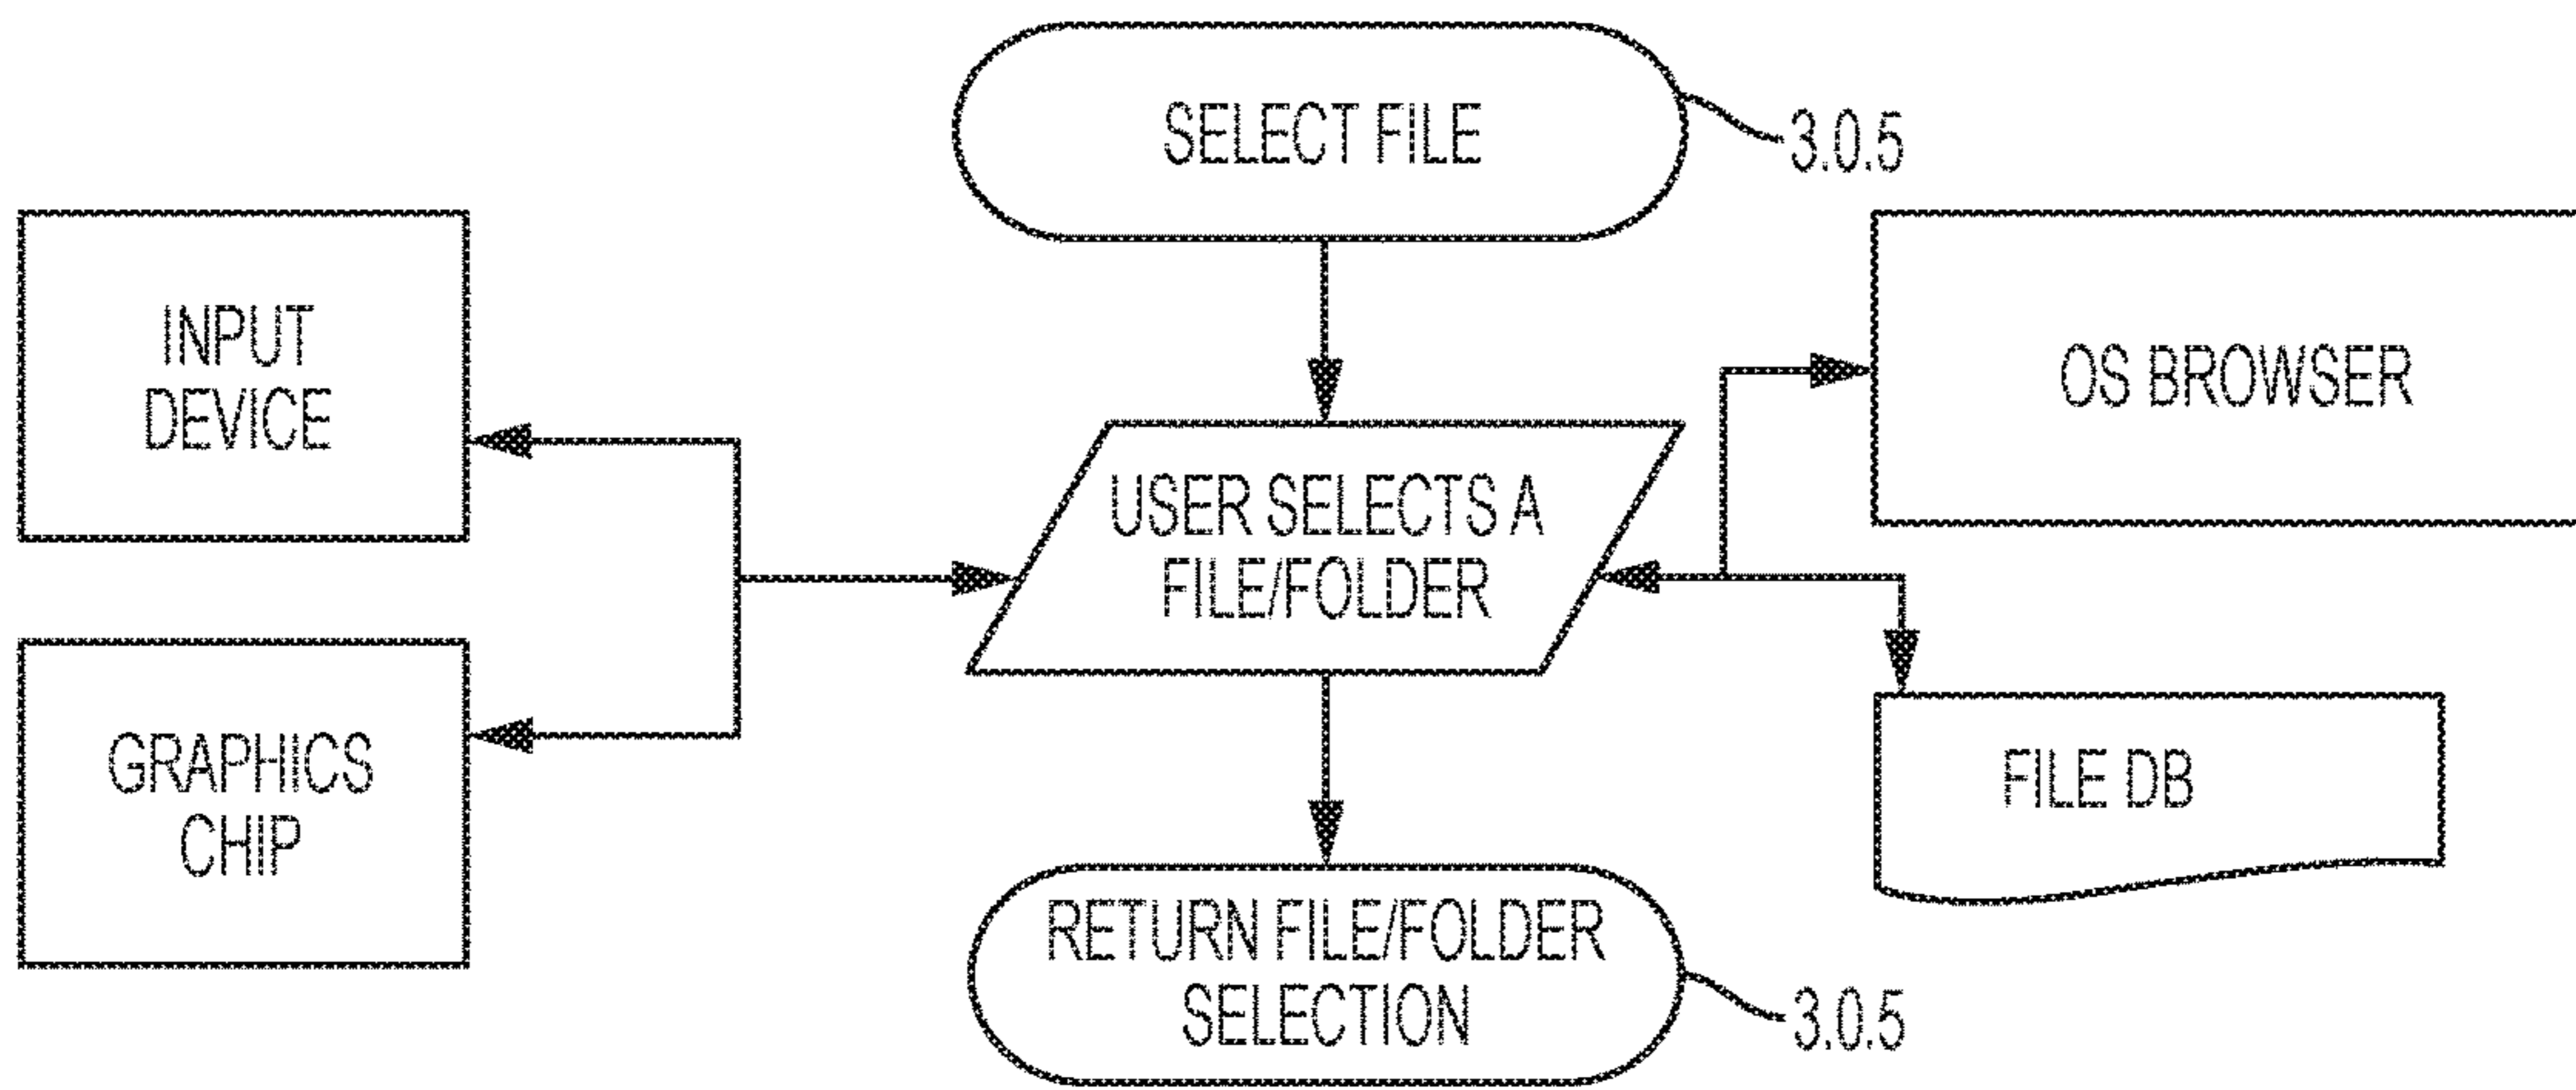 SELECT FILE
3.0.5
INPUT
DEVICE
OS BROWSER
USER SELECTS A
FILE/FOLDER
GRAPHICS
CHIP
FILE DB
RETURN FILE/FOLDER
SELECTION
3.0.5